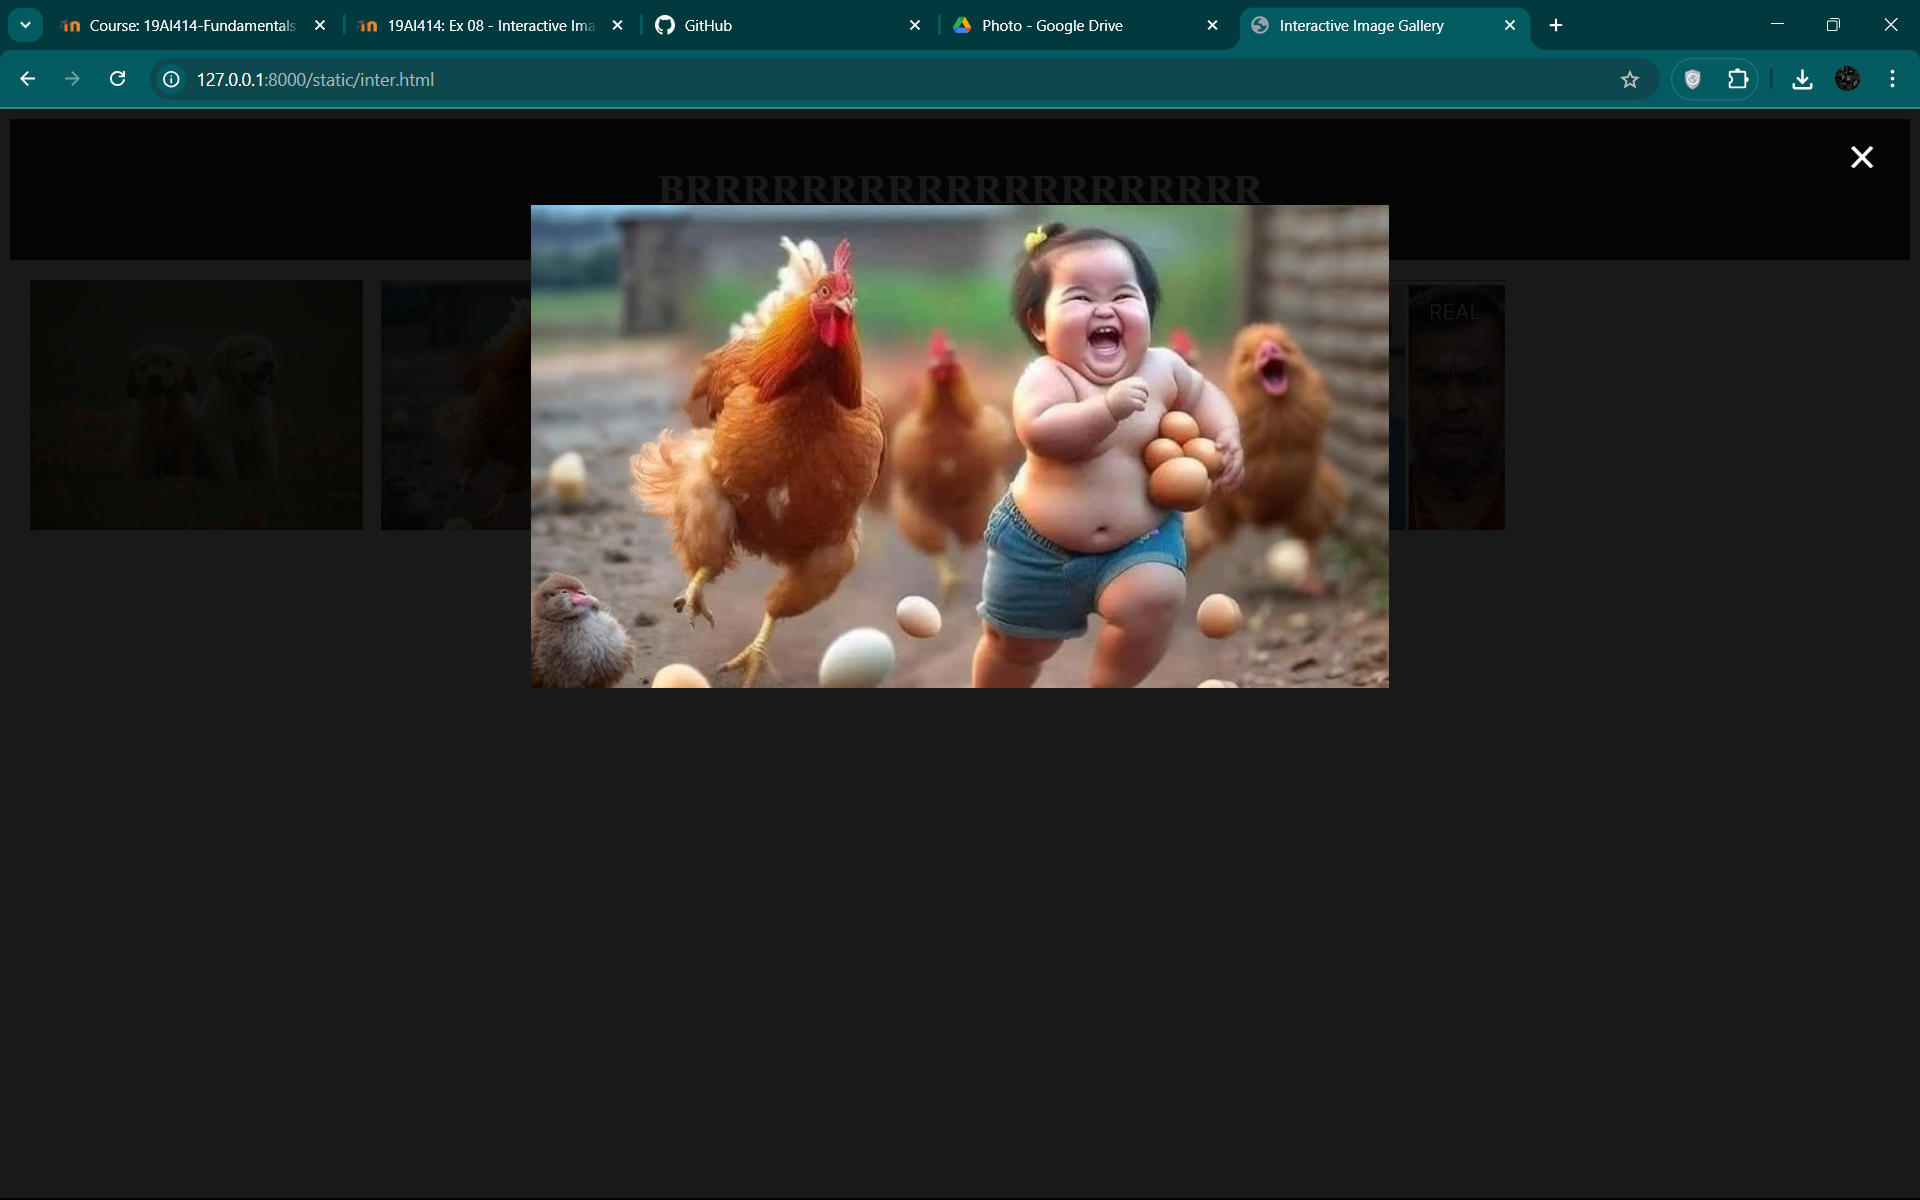 Course: 19AI414-Fundamentals
19AI414: Ex 08 - Interactive Ima
GitHub
Photo - Google Drive
Interactive Image Gallery
127.0.0.1:8000/static/inter.html
BRRRRRRRRRRRRRRRRRRRR
REAL